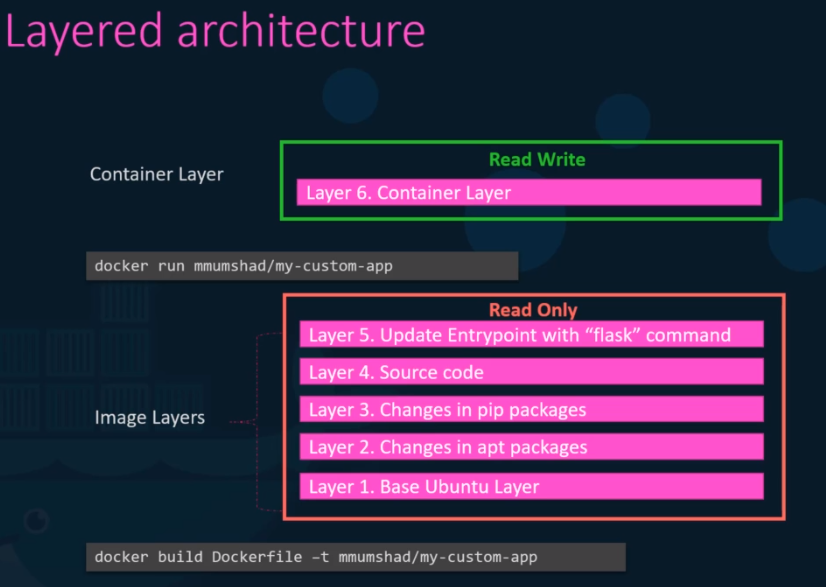 Layered architecture
Read Write
Container Layer
Layer 6. Container Layer
docker run mmumshad/my-custom-app
Read Only
Layer 5. Update Entrypoint with “flask” command
Layer 4. Source code
Layer 3. Changes in pip packages
Image Layers
Layer 2. Changes in apt packages
Layer 1. Base Ubuntu Layer
docker build Dockerfile –t mmumshad/my-custom-app